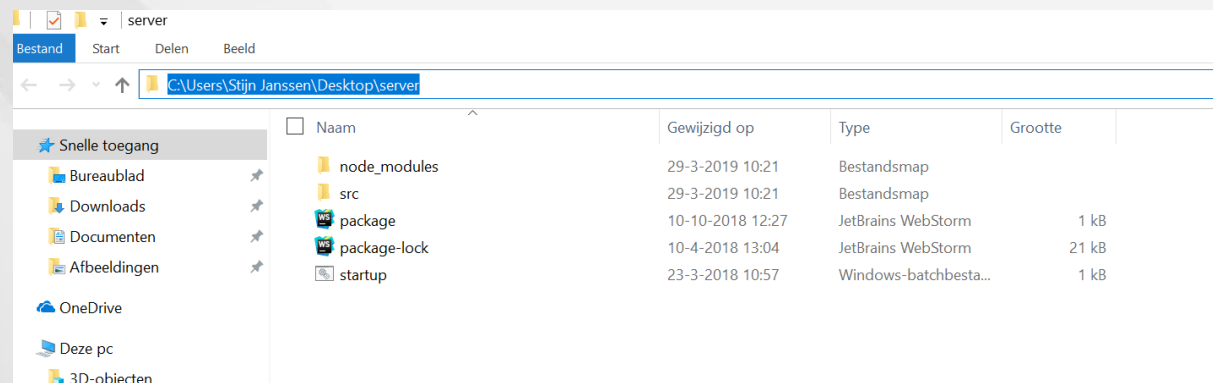 server
Bestand Start Delen Beeld
C:\Users\Stijn Janssen\Desktop\server
Naam Gewijzigd op Type Grootte
Snelle toegang
Bureaublad
Downloads
Documenten
Afbeeldingen
OneDrive
Deze pc
3D-objecten
node_modules 29-3-2019 10:21 Bestandsmap
src 29-3-2019 10:21 Bestandsmap
package 10-10-2018 12:27 JetBrains WebStorm 1 kB
package-lock 10-4-2018 13:04 JetBrains WebStorm 21 kB
startup 23-3-2018 10:57 Windows-batchbesta... 1 kB